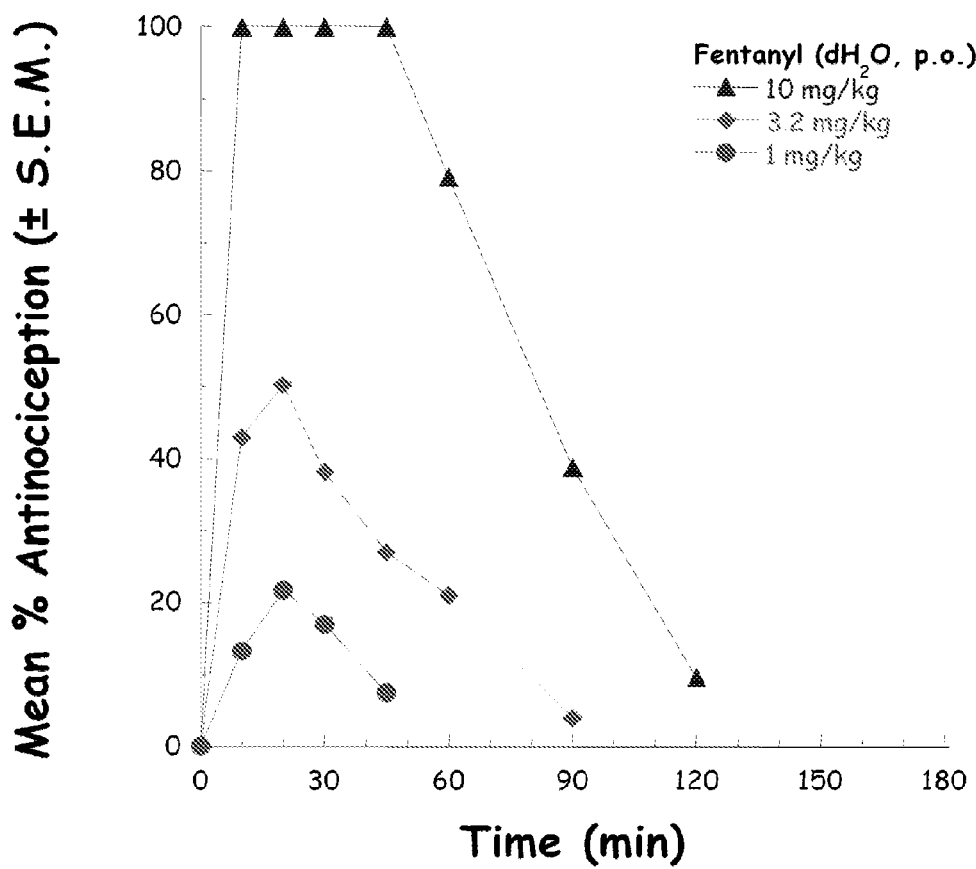 Mean % Antinociception (± S.E.M.)
100
80
60
40
20
0
Fentanyl (dH2O, p.o.)
10 mg/kg
3.2 mg/kg
1 mg/kg
0 30 60 90 120 150 180
Time (min)